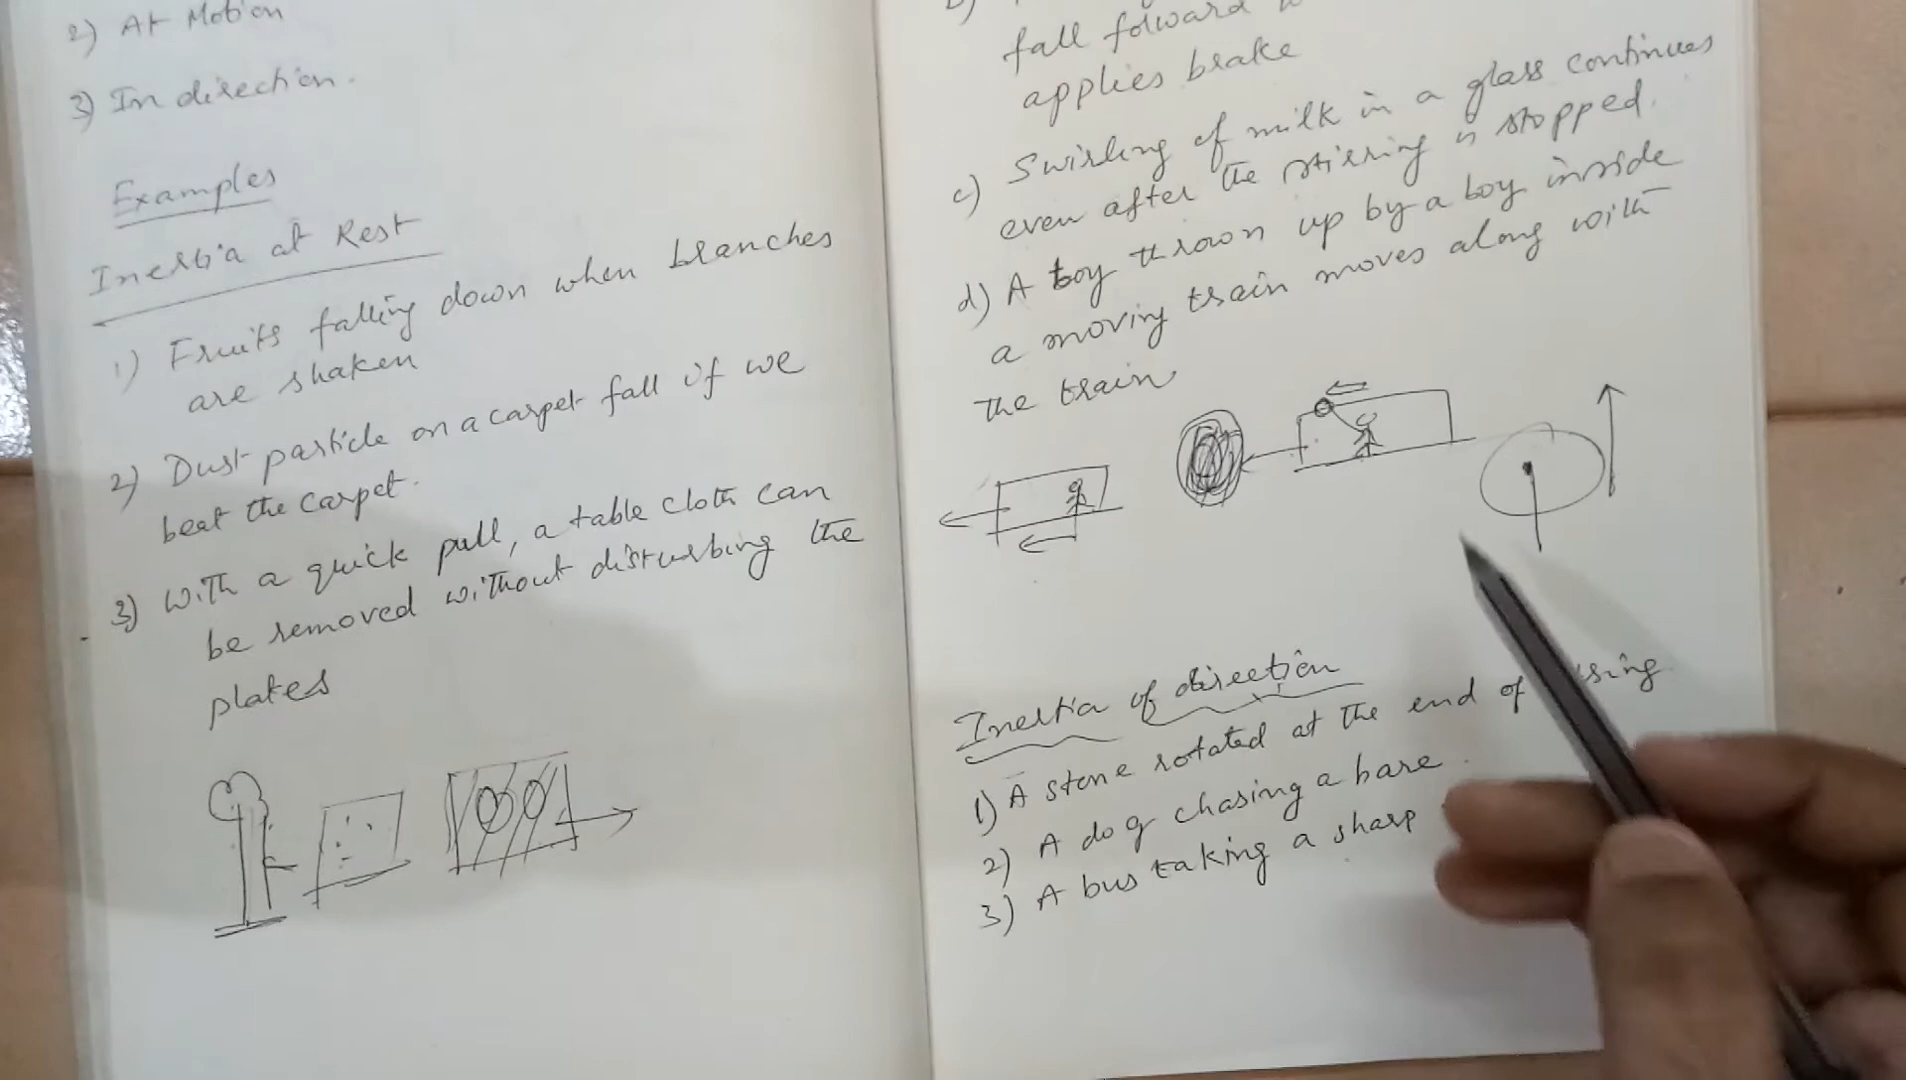 2) At Motion
3) In direction.
Examples
Inertia at Rest
1) Fruits falling down when branches
are shaken
2) Dust particle on a carpet fall if we
beat the carpet.
3) With a quick pull, a table cloth can
be removed without disturbing the
plates
fall forward
applies brake
c) Swirling of milk in a glass continues
even after the stirring is stopped.
d) A toy thrown up by a boy inside
a moving train moves along with
the train
Inertia of direction
1) A stone rotated at the end of
2) A dog chasing a hare.
3) A bus taking a sharp